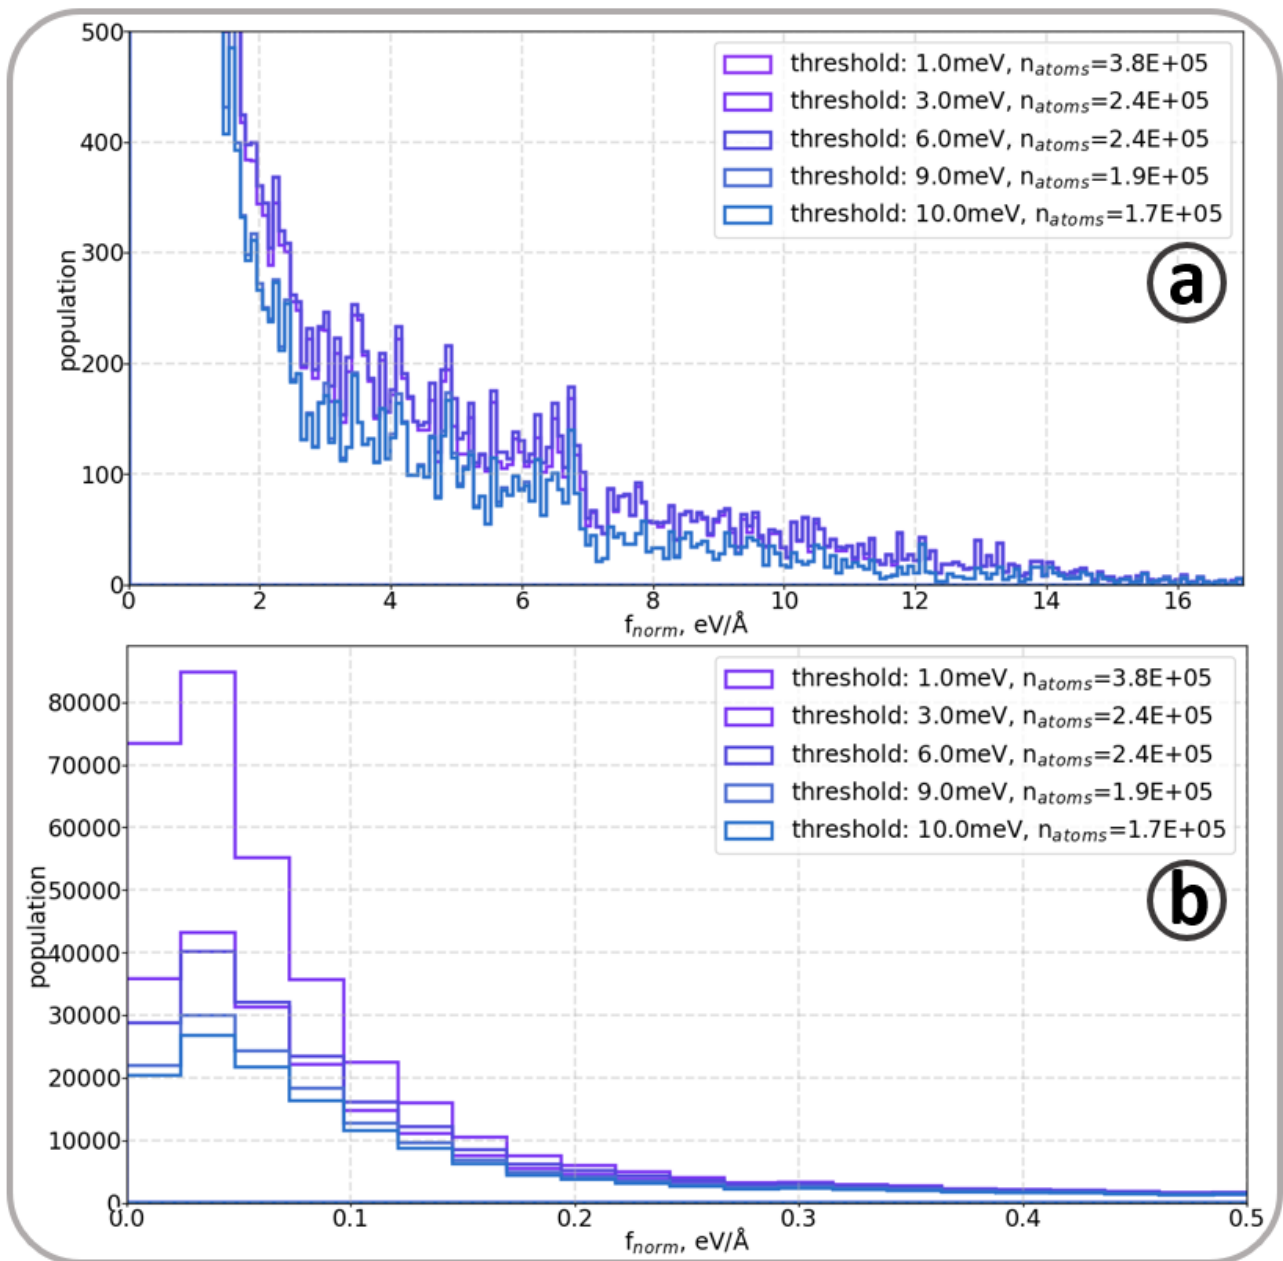 500
400
300
200
100
0
population
threshold: 1.0meV, n_atoms=3.8E+05
threshold: 3.0meV, n_atoms=2.4E+05
threshold: 6.0meV, n_atoms=2.4E+05
threshold: 9.0meV, n_atoms=1.9E+05
threshold: 10.0meV, n_atoms=1.7E+05
a
0 2 4 6 8 10 12 14 16
f_norm, eV/Å
80000
70000
60000
50000
40000
30000
20000
10000
0
population
threshold: 1.0meV, n_atoms=3.8E+05
threshold: 3.0meV, n_atoms=2.4E+05
threshold: 6.0meV, n_atoms=2.4E+05
threshold: 9.0meV, n_atoms=1.9E+05
threshold: 10.0meV, n_atoms=1.7E+05
b
0.0 0.1 0.2 0.3 0.4 0.5
f_norm, eV/Å